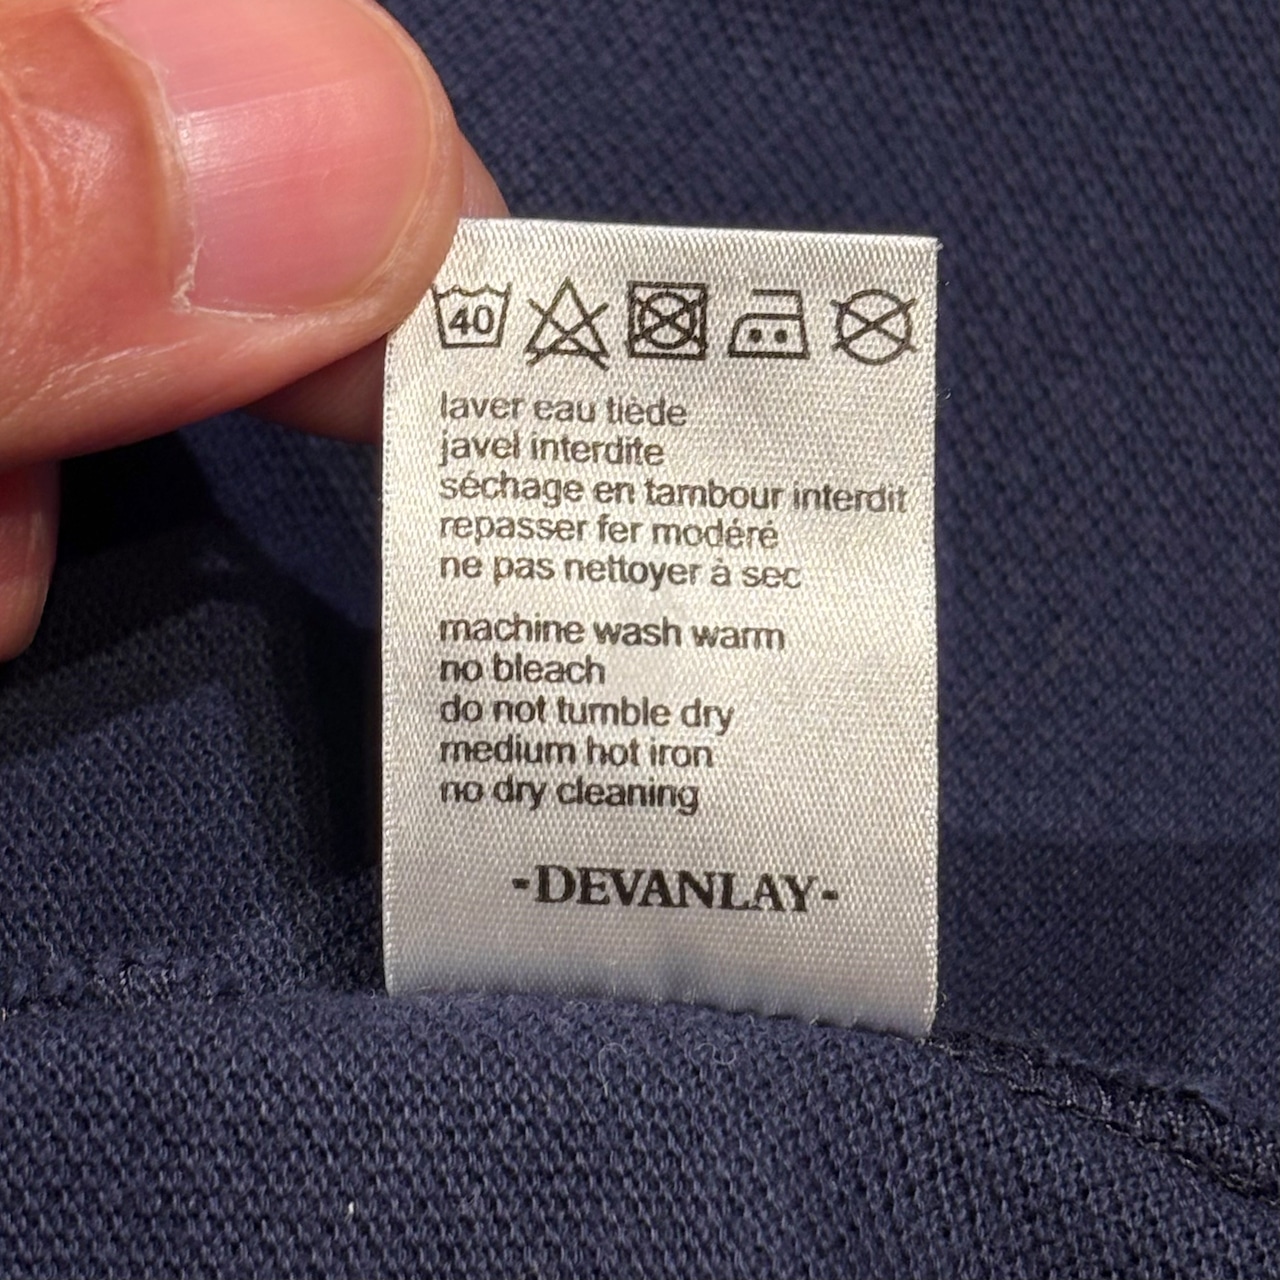 40
laver eau tiède
javel interdite
séchage en tambour interdit
repasser fer modéré
ne pas nettoyer à sec
machine wash warm
no bleach
do not tumble dry
medium hot iron
no dry cleaning
-DEVANLAY-